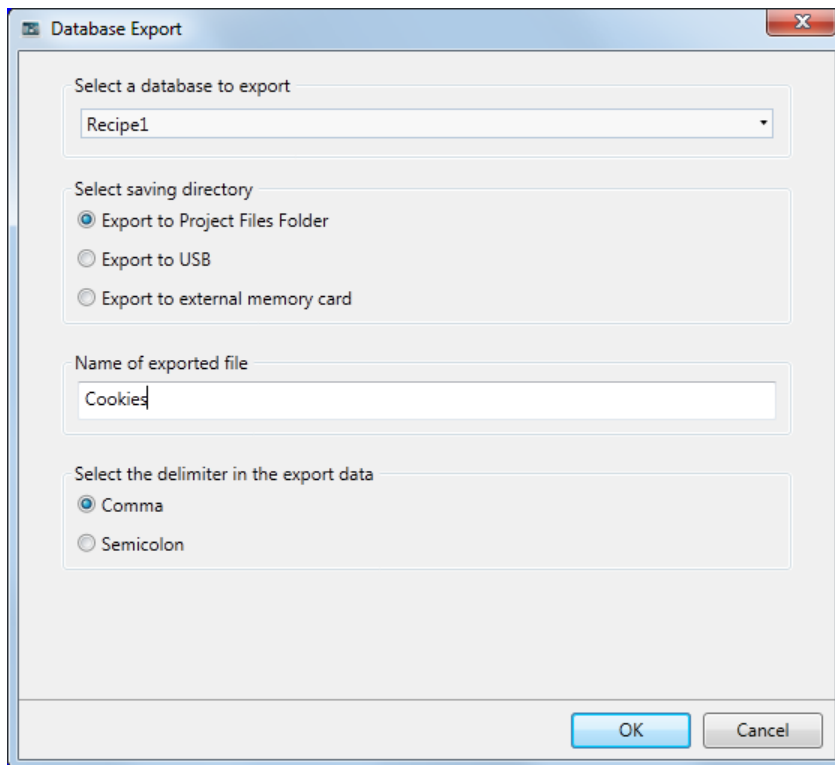 Database Export
Select a database to export
Recipe1
Select saving directory
Export to Project Files Folder
Export to USB
Export to external memory card
Name of exported file
Cookies
Select the delimiter in the export data
Comma
Semicolon
OK Cancel